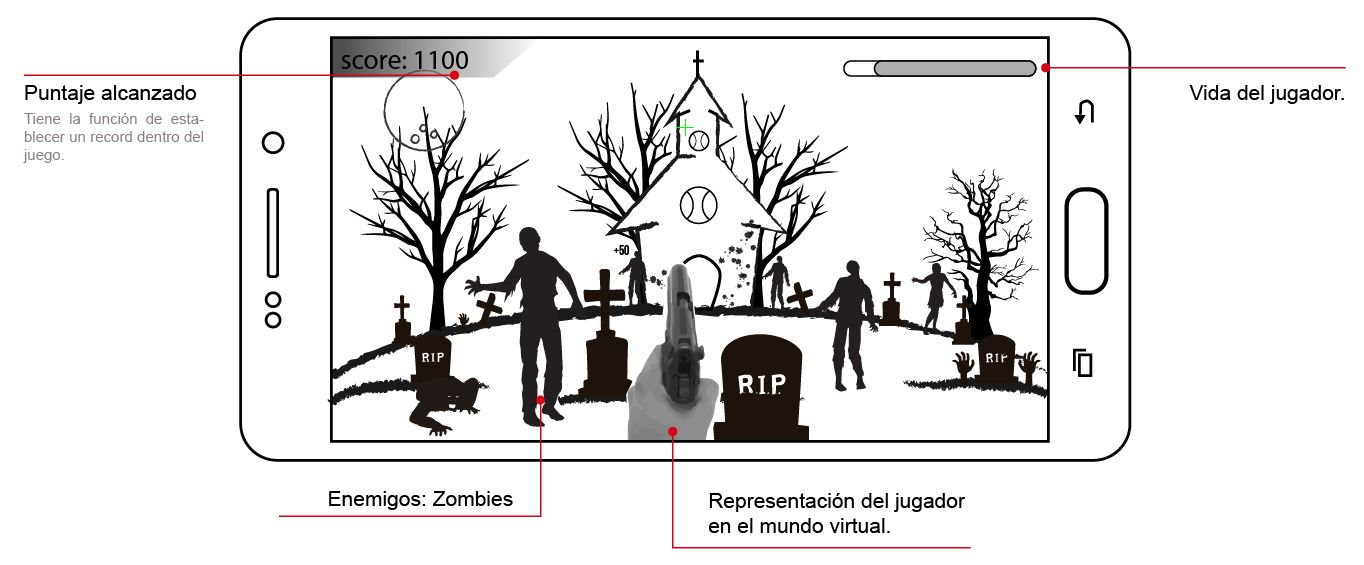 score: 1100
Puntaje alcanzado
Tiene la función de esta-
blecer un record dentro del
juego.
Vida del jugador.
+50
RIP
R.I.P.
RIP
Enemigos: Zombies
Representación del jugador
en el mundo virtual.